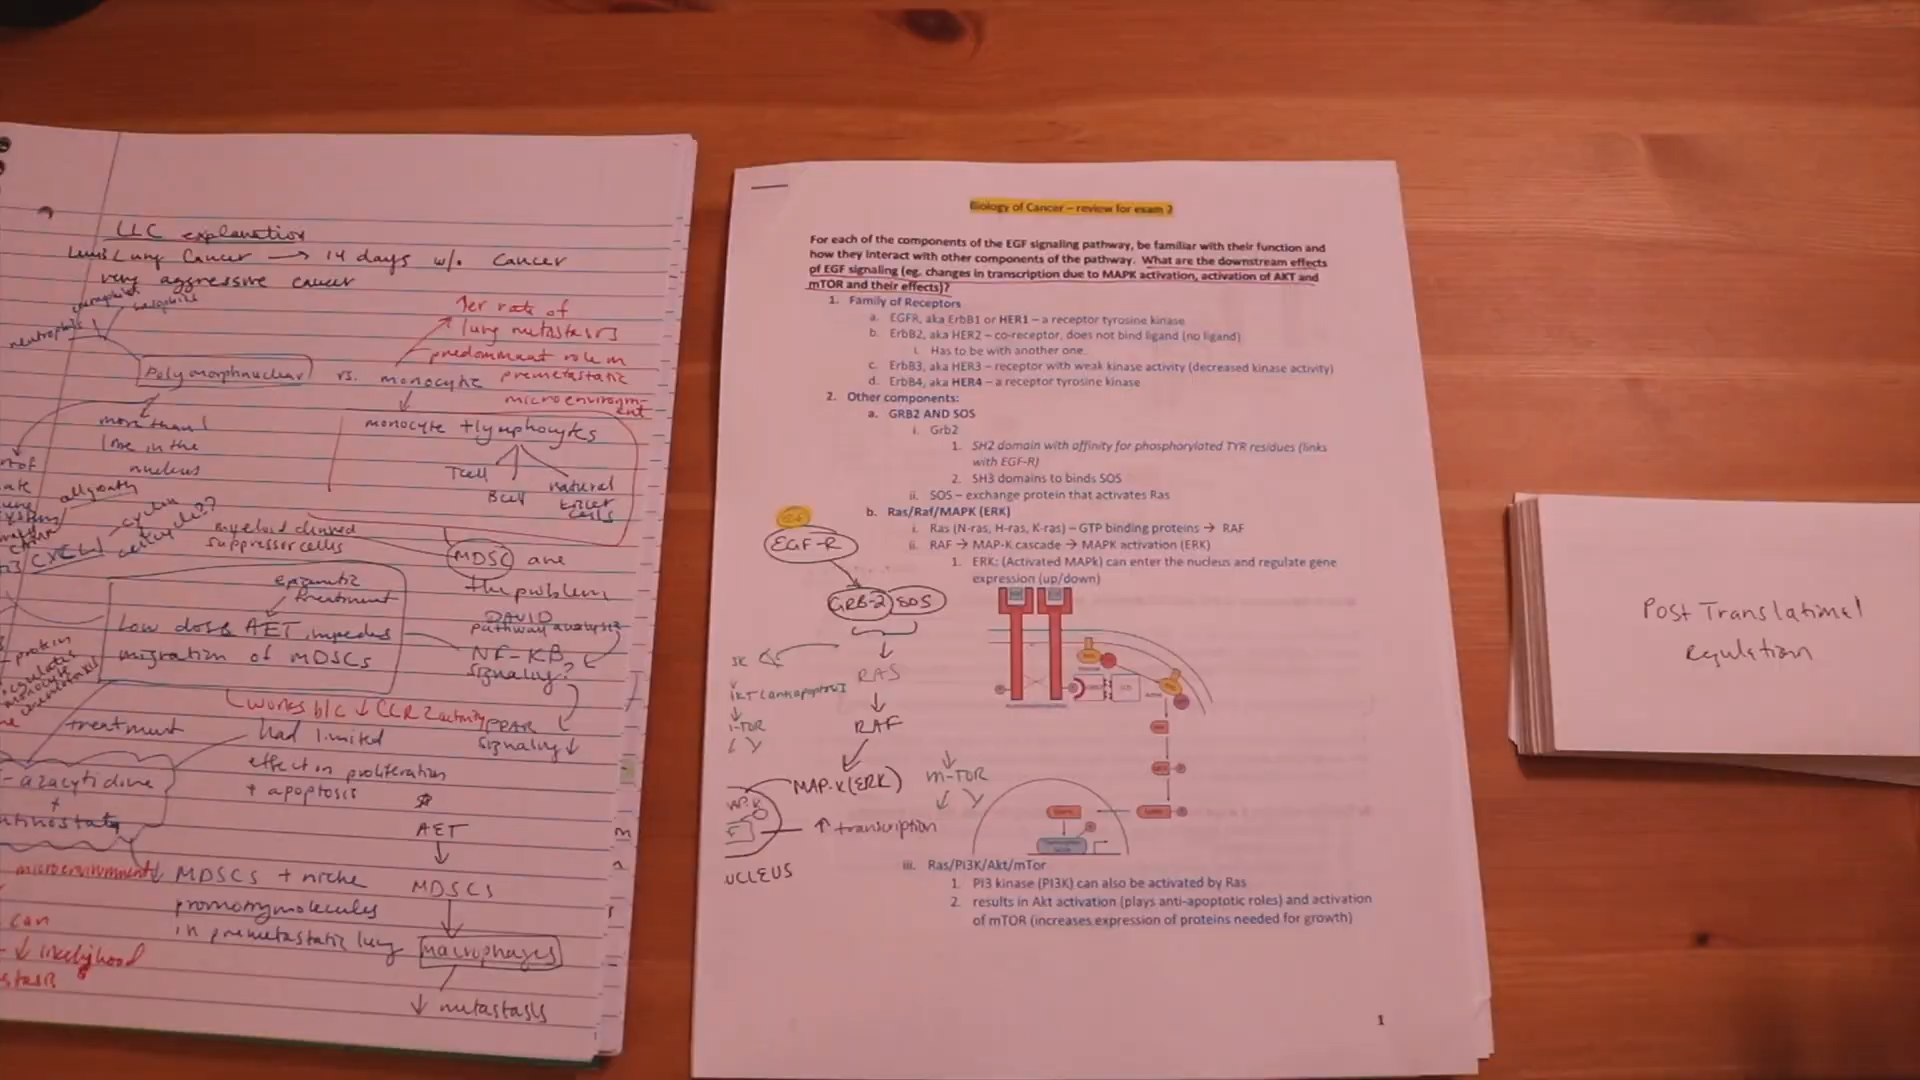 LLC explanation
Lewis Lung Cancer → 14 days w/o cancer
very aggressive cancer
neutrophils
↑er rate of
lung metastasis
predominant role in
premetastatic
microenvironm-
ent
Polymorphnuclear vs. monocytic
more than 1
lobe in the
nucleus
monocyte + lymphocytes
T cell
B cell
natural
killer
cells
myeloid derived
suppressor cells
MDSC are
the problem
epigenetic
treatment
Low dose AET impedes
migration of MDSCs
DAVID
pathway analysis
NF-KB
signaling?
works b/c ↓ CCR2 activity
PPAR
signaling ↓
treatment
had limited
effect on proliferation
+ apoptosis
- azacytidine
+
AET
↓
MDSCS
microenvironment
↓ MDSCS + niche
promoting molecules
in premetastatic lung
macrophages
can
↓ likelihood
↓ metastasis
Biology of Cancer – review for exam 2
For each of the components of the EGF signaling pathway, be familiar with their function and
how they interact with other components of the pathway. What are the downstream effects
of EGF signaling (eg. changes in transcription due to MAPK activation, activation of AKT and
mTOR and their effects)?
1. Family of Receptors
a. EGFR, aka ErbB1 or HER1 – a receptor tyrosine kinase
b. ErbB2, aka HER2 – co-receptor, does not bind ligand (no ligand)
i. Has to be with another one.
c. ErbB3, aka HER3 – receptor with weak kinase activity (decreased kinase activity)
d. ErbB4, aka HER4 – a receptor tyrosine kinase
2. Other components:
a. GRB2 AND SOS
i. Grb2
1. SH2 domain with affinity for phosphorylated TYR residues (links
with EGF-R)
2. SH3 domains to binds SOS
ii. SOS – exchange protein that activates Ras
b. Ras/Raf/MAPK (ERK)
i. Ras (N-ras, H-ras, K-ras) – GTP binding proteins → RAF
ii. RAF → MAP-K cascade → MAPK activation (ERK)
1. ERK: (Activated MAPk) can enter the nucleus and regulate gene
expression (up/down)
EGF-R
GRB-2 SOS
RAS
RAF
MAP-K (ERK)
m-TOR
↑ transcription
UCLEUS
iii. Ras/PI3K/Akt/mTor
1. PI3 kinase (PI3K) can also be activated by Ras
2. results in Akt activation (plays anti-apoptotic roles) and activation
of mTOR (increases expression of proteins needed for growth)
1
Post Translational
regulation